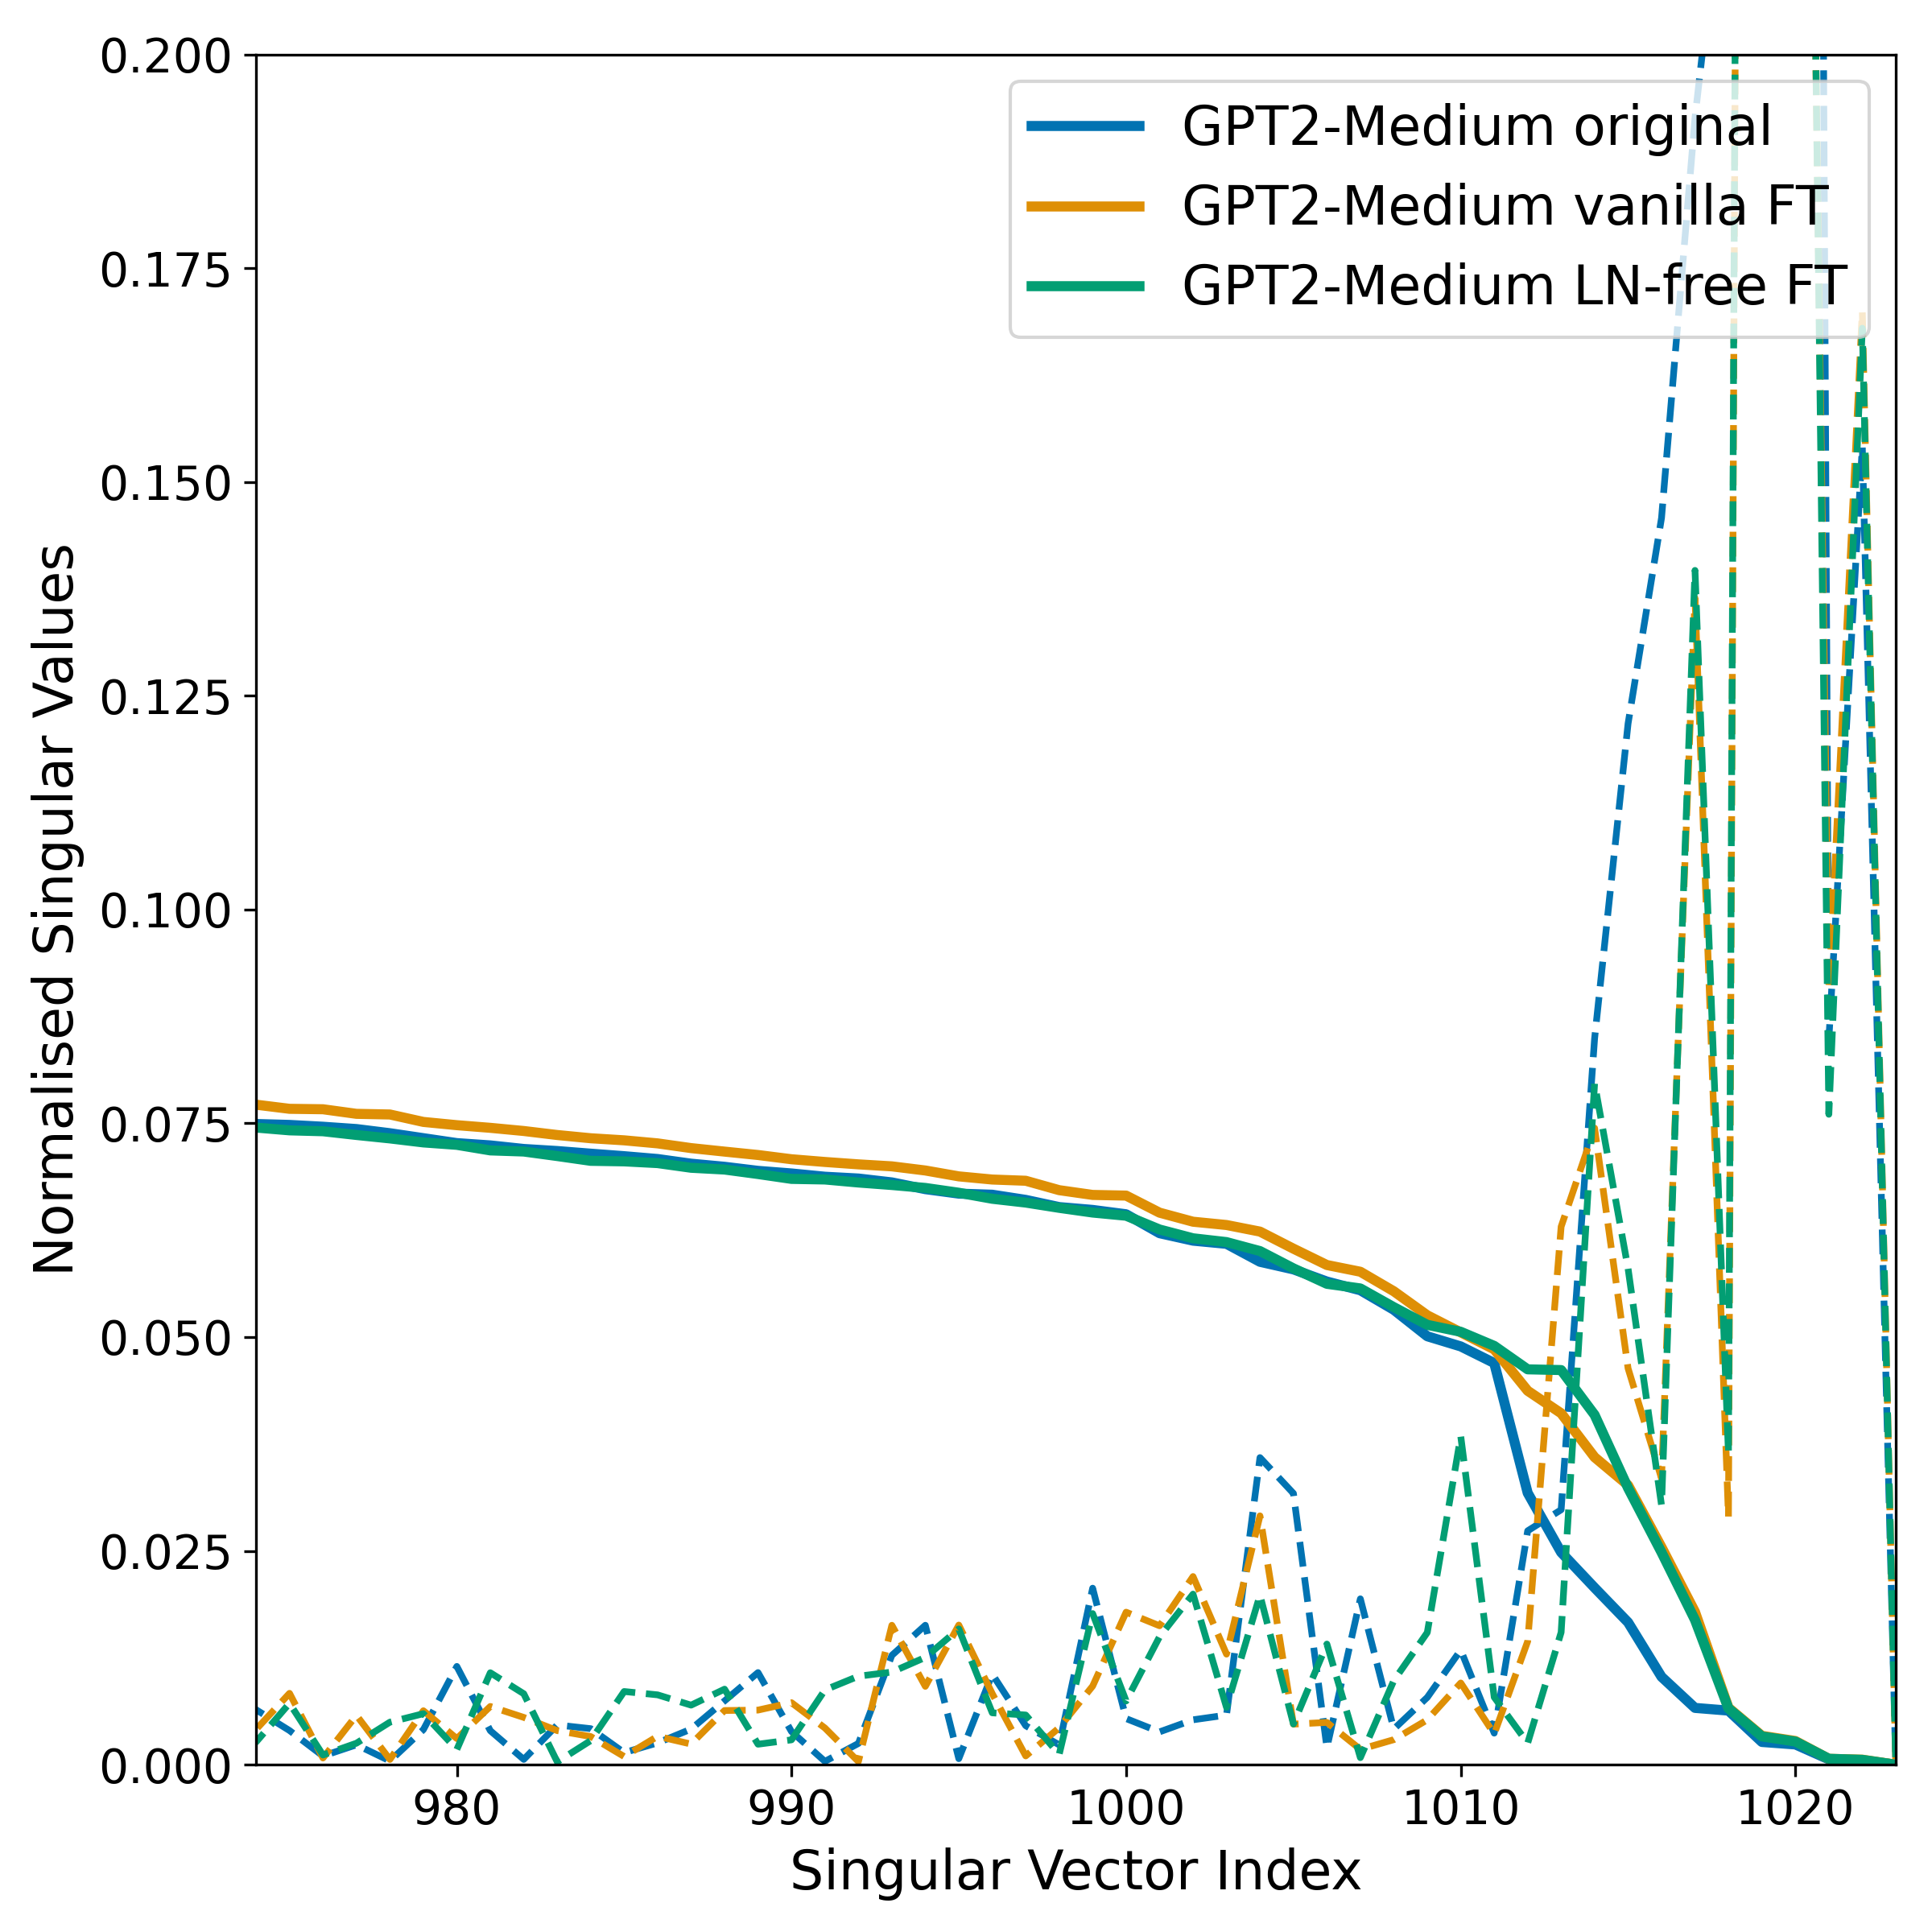 0.200
0.175
0.150
0.125
0.100
0.075
0.050
0.025
0.000
Normalised Singular Values
GPT2-Medium original
GPT2-Medium vanilla FT
GPT2-Medium LN-free FT
980 990 1000 1010 1020
Singular Vector Index